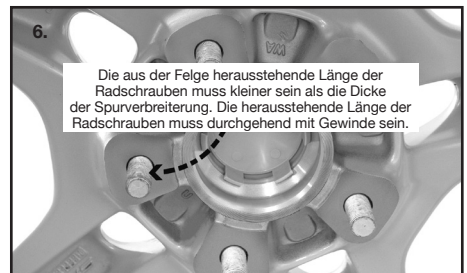 6.
Die aus der Felge herausstehende Länge der
Radschrauben muss kleiner sein als die Dicke
der Spurverbreiterung. Die herausstehende Länge der
Radschrauben muss durchgehend mit Gewinde sein.